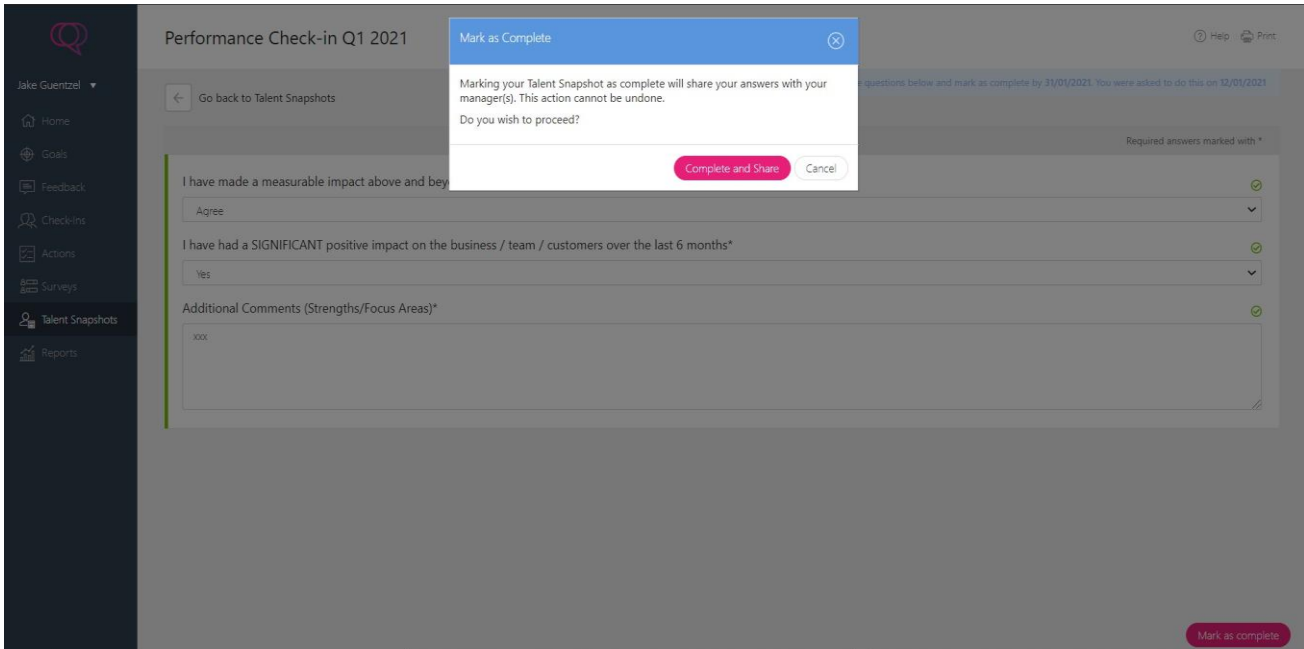 Performance Check-in Q1 2021
Help
Print
Jake Guentzel
Home
Goals
Feedback
Check-Ins
Actions
Surveys
Talent Snapshots
Reports
Go back to Talent Snapshots
questions below and mark as complete by 31/01/2021. You were asked to do this on 12/01/2021
Mark as Complete
Marking your Talent Snapshot as complete will share your answers with your
manager(s). This action cannot be undone.
Do you wish to proceed?
Complete and Share
Cancel
Required answers marked with *
I have made a measurable impact above and bey
Agree
I have had a SIGNIFICANT positive impact on the business / team / customers over the last 6 months*
Yes
Additional Comments (Strengths/Focus Areas)*
xxx
Mark as complete